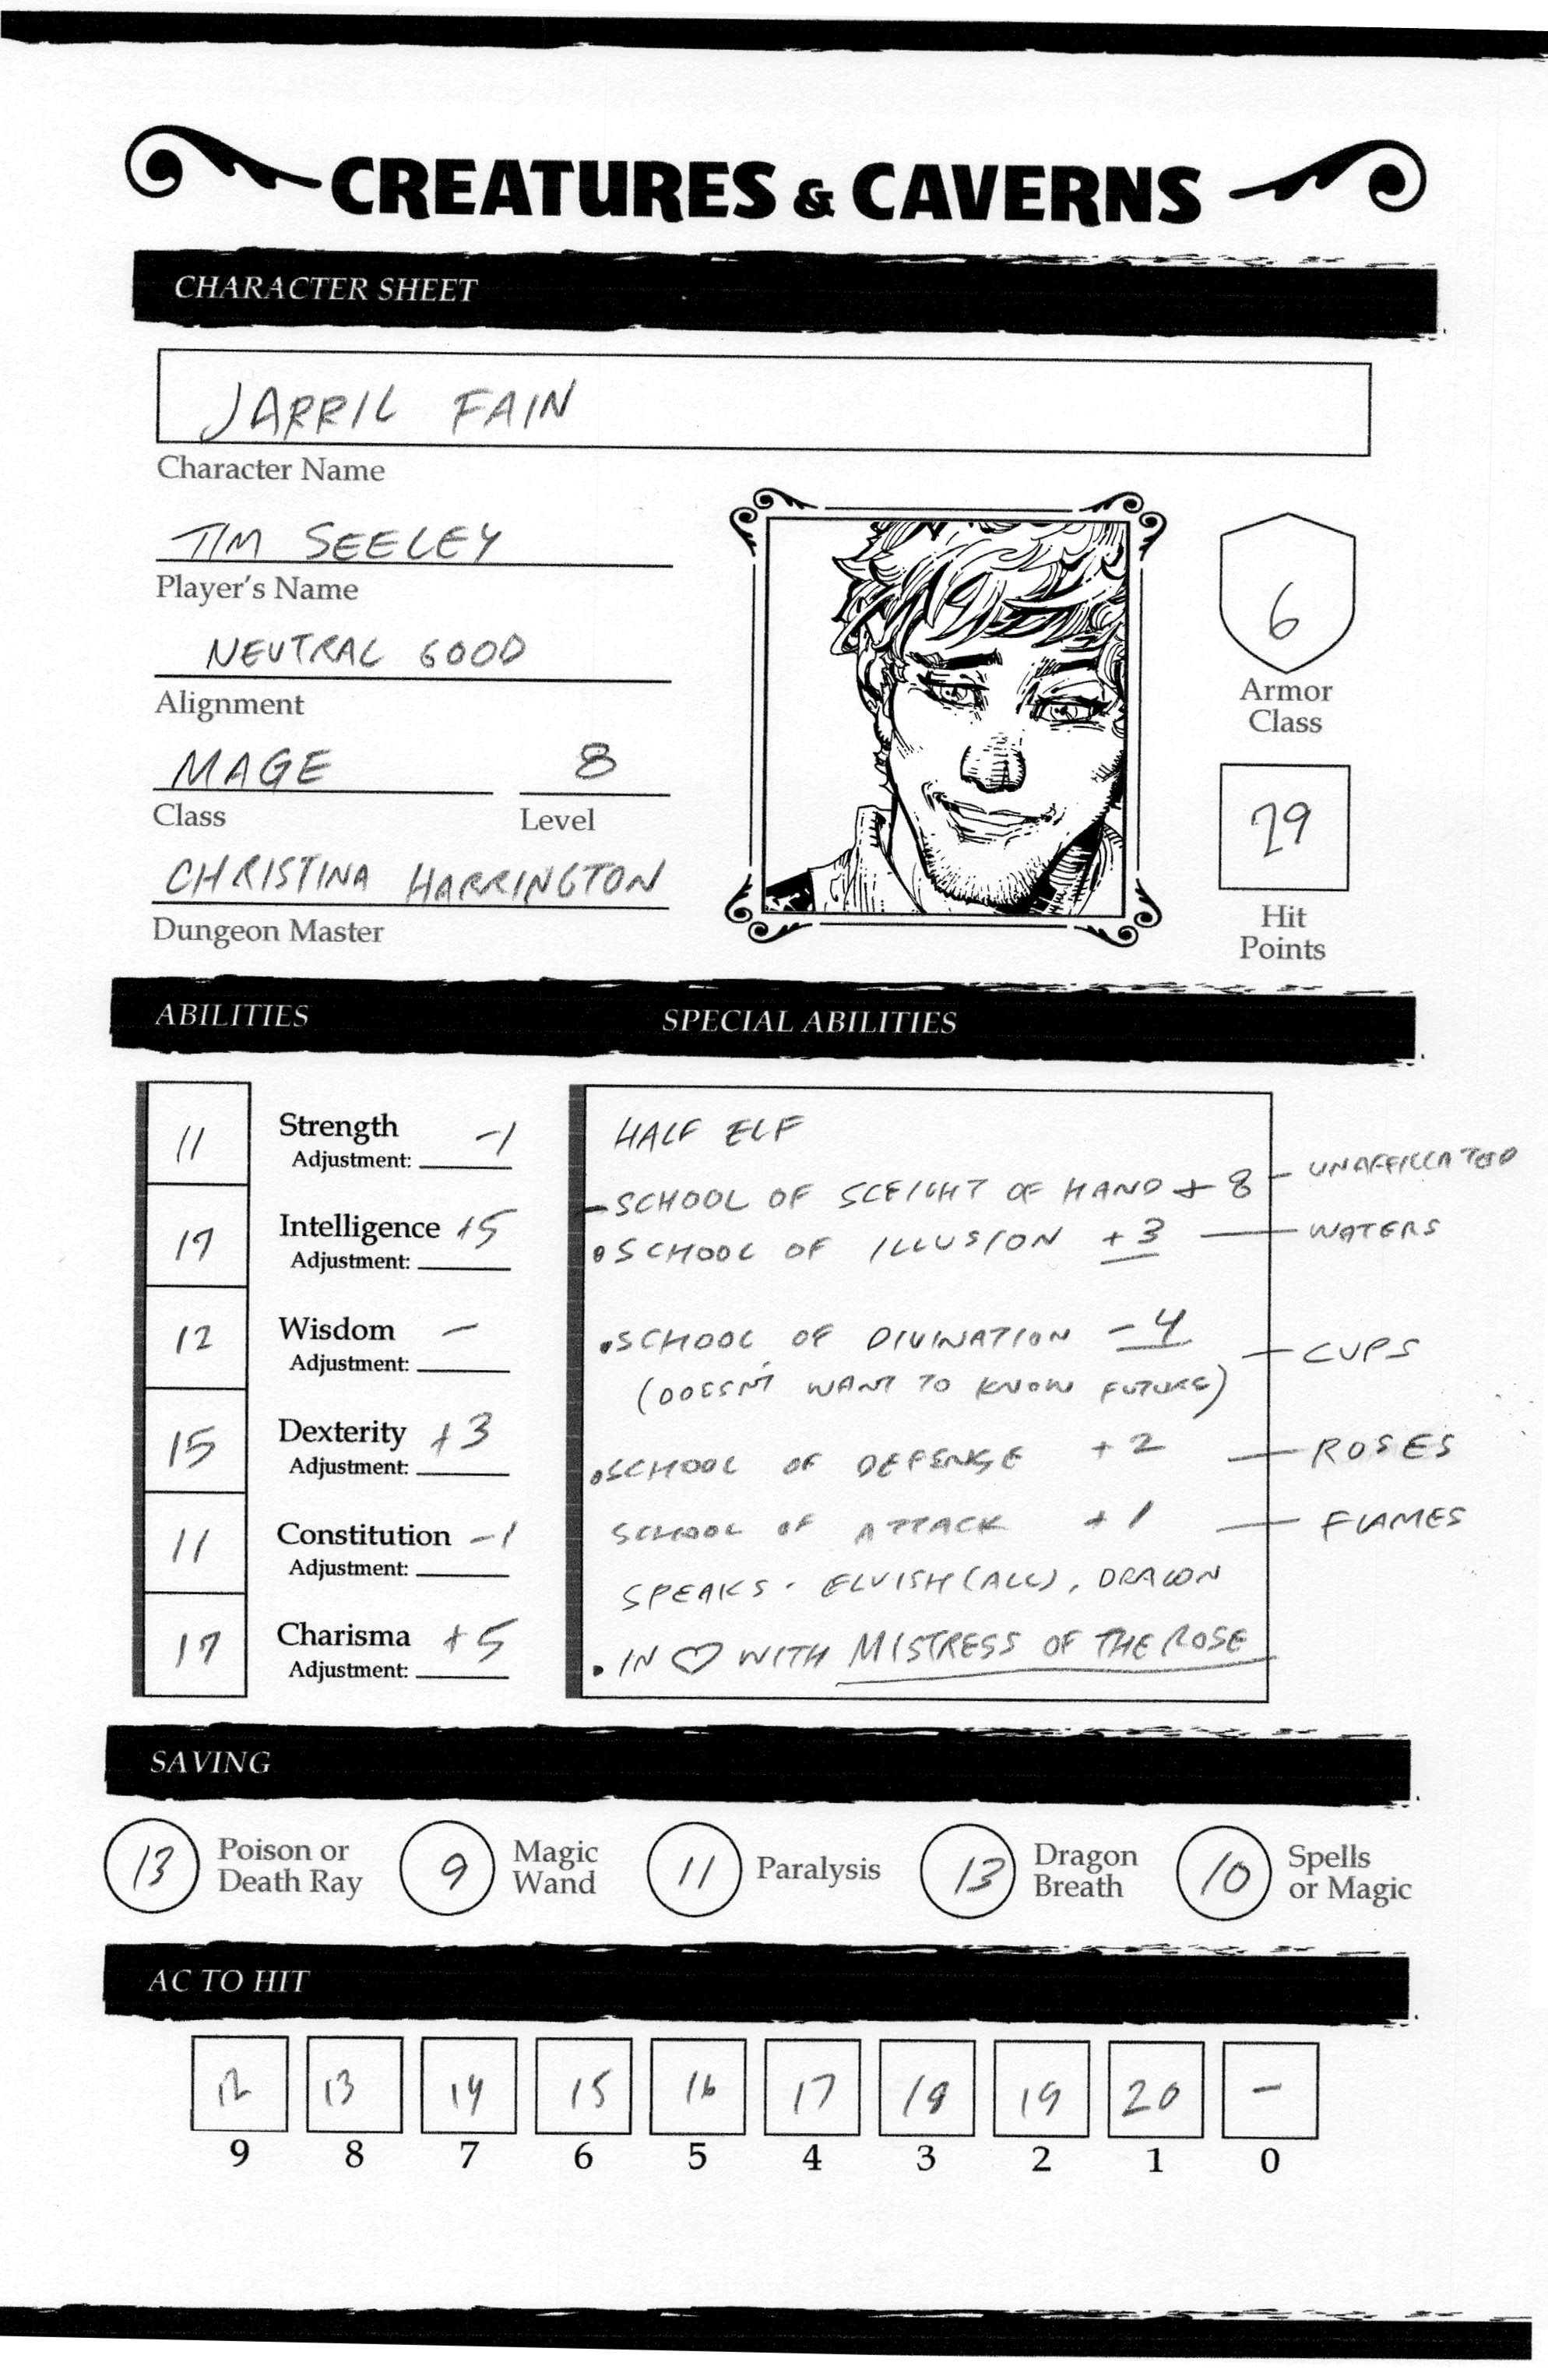 CREATURES & CAVERNS
CHARACTER SHEET
JARRIL FAIN
Character Name
TIM SEELEY
Player's Name
NEUTRAL GOOD
Alignment
MAGE 8
Class Level
CHRISTINA HARRINGTON
Dungeon Master
6
Armor
Class
29
Hit
Points
ABILITIES SPECIAL ABILITIES
11 Strength -1
Adjustment:
17 Intelligence +5
Adjustment:
12 Wisdom -
Adjustment:
15 Dexterity +3
Adjustment:
11 Constitution -1
Adjustment:
17 Charisma +5
Adjustment:
HALF ELF
- SCHOOL OF SLEIGHT OF HAND + 8 - UNAFFILIATED
• SCHOOL OF ILLUSION +3 — WATERS
• SCHOOL OF DIVINATION -4 — CUPS
(DOESN'T WANT TO KNOW FUTURE)
• SCHOOL OF DEFENSE +2 — ROSES
SCHOOL OF ATTACK +1 — FLAMES
SPEAKS · ELVISH (ALL), DRAGON
• IN ♡ WITH MISTRESS OF THE ROSE
SAVING
13 Poison or
Death Ray
9 Magic
Wand
11 Paralysis
13 Dragon
Breath
10 Spells
or Magic
AC TO HIT
12 13 14 15 16 17 18 19 20 -
9 8 7 6 5 4 3 2 1 0